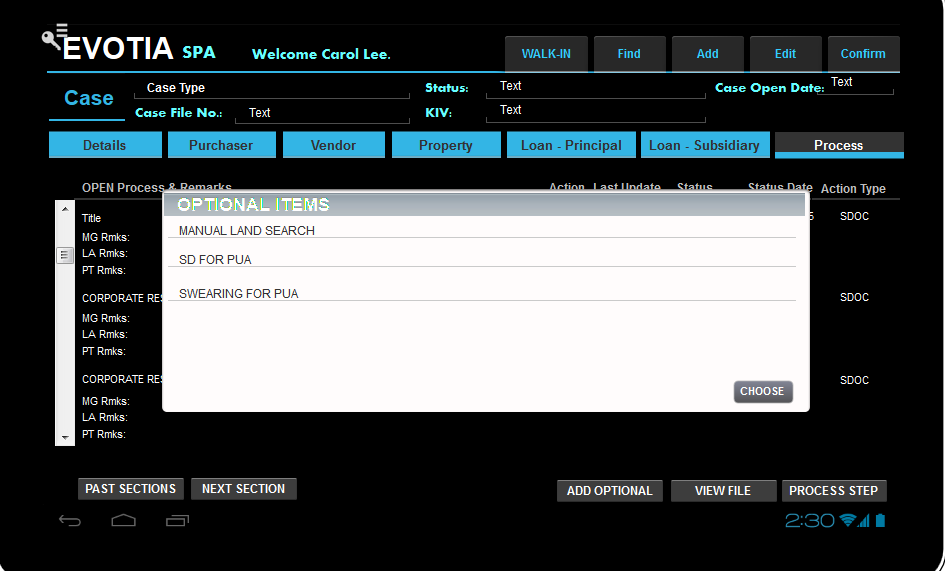 EVOTIA SPA Welcome Carol Lee. WALK-IN Find Add Edit Confirm
Case Case Type Status: Text Case Open Date: Text
Case File No.: Text KIV: Text
Details Purchaser Vendor Property Loan - Principal Loan - Subsidiary Process
OPEN Process & Remarks Action Last Update Status Status Date Action Type
OPTIONAL ITEMS
Title 5 SDOC
MANUAL LAND SEARCH
MG Rmks:
LA Rmks:
SD FOR PUA
PT Rmks:
SWEARING FOR PUA
CORPORATE RES SDOC
MG Rmks:
LA Rmks:
PT Rmks:
CORPORATE RES SDOC
CHOOSE
MG Rmks:
LA Rmks:
PT Rmks:
PAST SECTIONS NEXT SECTION ADD OPTIONAL VIEW FILE PROCESS STEP
2:30